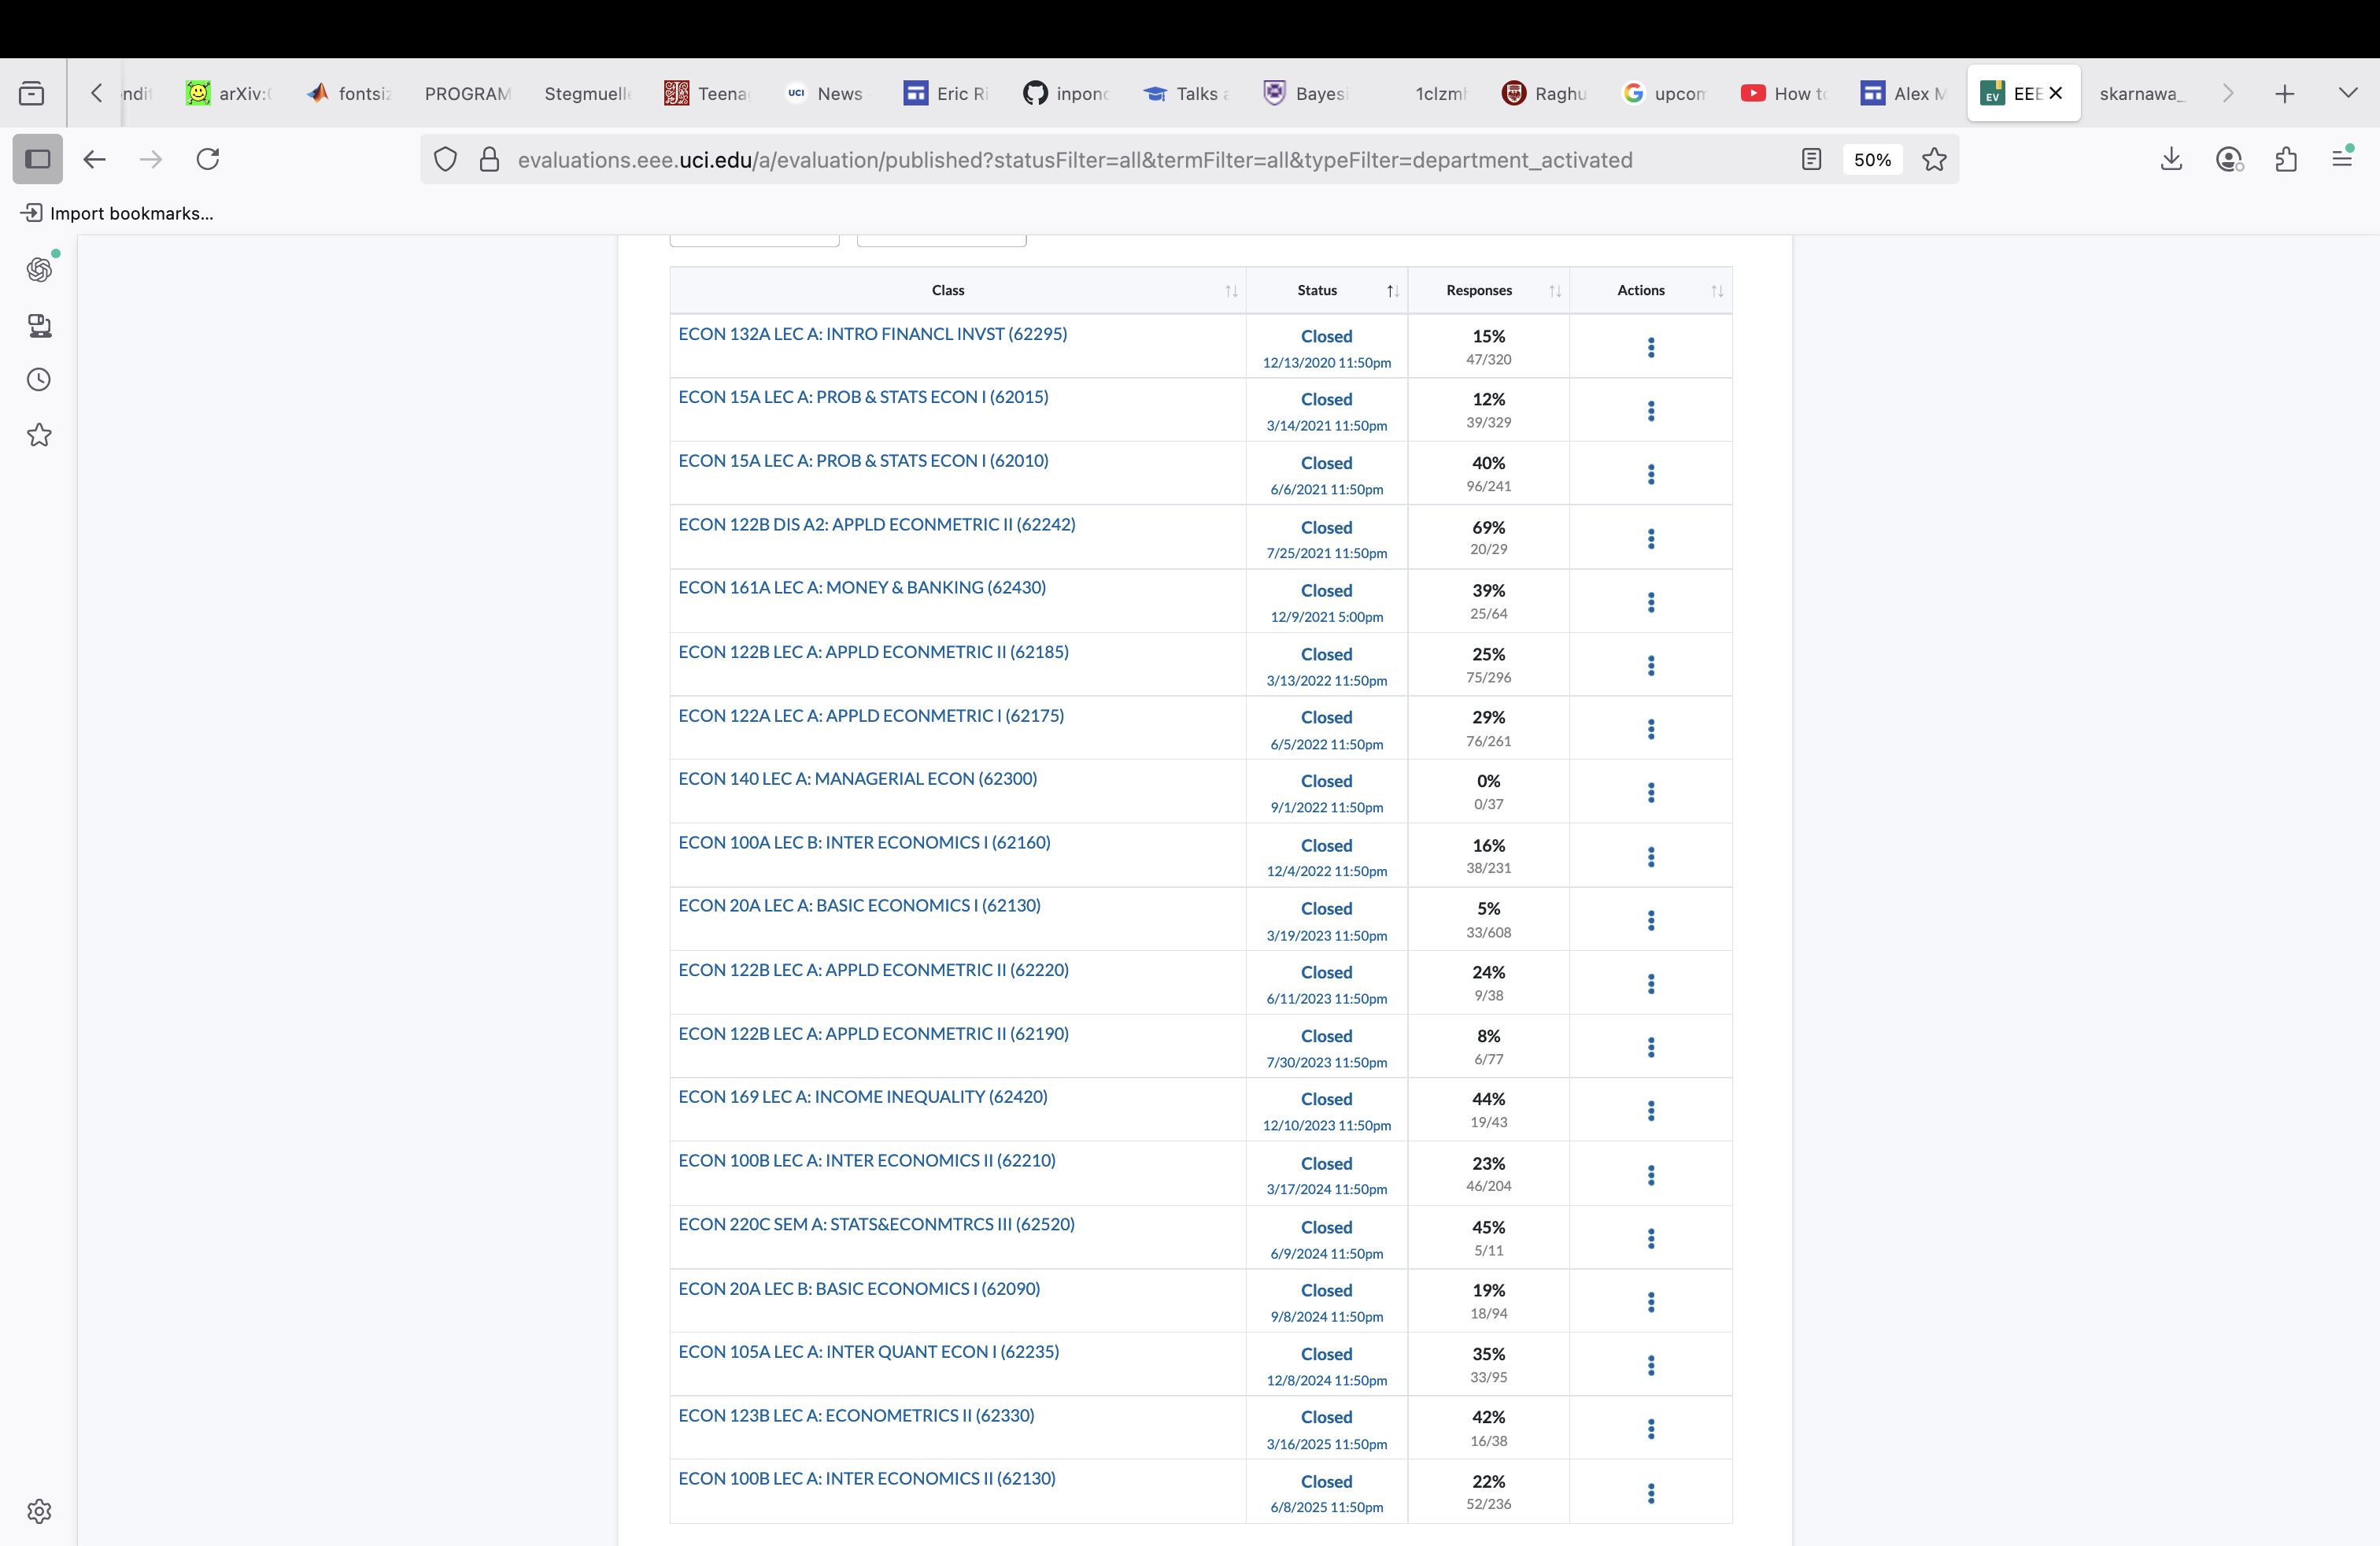 arXiv:
PROGRAM
Stegmuell
Teena
UCI News
Eric Ri
inpon
Talks
Bayesi
1clzm
Raghu
upcon
How t
Alex M
EV EEE
skarnawa_
evaluations.eee.uci.edu/a/evaluation/published?statusFilter=all&termFilter=all&typeFilter=department_activated
50%
Import bookmarks...
Class Status Responses Actions
ECON 132A LEC A: INTRO FINANCL INVST (62295) Closed 15%
12/13/2020 11:50pm 47/320
ECON 15A LEC A: PROB & STATS ECON I (62015) Closed 12%
3/14/2021 11:50pm 39/329
ECON 15A LEC A: PROB & STATS ECON I (62010) Closed 40%
6/6/2021 11:50pm 96/241
ECON 122B DIS A2: APPLD ECONMETRIC II (62242) Closed 69%
7/25/2021 11:50pm 20/29
ECON 161A LEC A: MONEY & BANKING (62430) Closed 39%
12/9/2021 5:00pm 25/64
ECON 122B LEC A: APPLD ECONMETRIC II (62185) Closed 25%
3/13/2022 11:50pm 75/296
ECON 122A LEC A: APPLD ECONMETRIC I (62175) Closed 29%
6/5/2022 11:50pm 76/261
ECON 140 LEC A: MANAGERIAL ECON (62300) Closed 0%
9/1/2022 11:50pm 0/37
ECON 100A LEC B: INTER ECONOMICS I (62160) Closed 16%
12/4/2022 11:50pm 38/231
ECON 20A LEC A: BASIC ECONOMICS I (62130) Closed 5%
3/19/2023 11:50pm 33/608
ECON 122B LEC A: APPLD ECONMETRIC II (62220) Closed 24%
6/11/2023 11:50pm 9/38
ECON 122B LEC A: APPLD ECONMETRIC II (62190) Closed 8%
7/30/2023 11:50pm 6/77
ECON 169 LEC A: INCOME INEQUALITY (62420) Closed 44%
12/10/2023 11:50pm 19/43
ECON 100B LEC A: INTER ECONOMICS II (62210) Closed 23%
3/17/2024 11:50pm 46/204
ECON 220C SEM A: STATS&ECONMTRCS III (62520) Closed 45%
6/9/2024 11:50pm 5/11
ECON 20A LEC B: BASIC ECONOMICS I (62090) Closed 19%
9/8/2024 11:50pm 18/94
ECON 105A LEC A: INTER QUANT ECON I (62235) Closed 35%
12/8/2024 11:50pm 33/95
ECON 123B LEC A: ECONOMETRICS II (62330) Closed 42%
3/16/2025 11:50pm 16/38
ECON 100B LEC A: INTER ECONOMICS II (62130) Closed 22%
6/8/2025 11:50pm 52/236